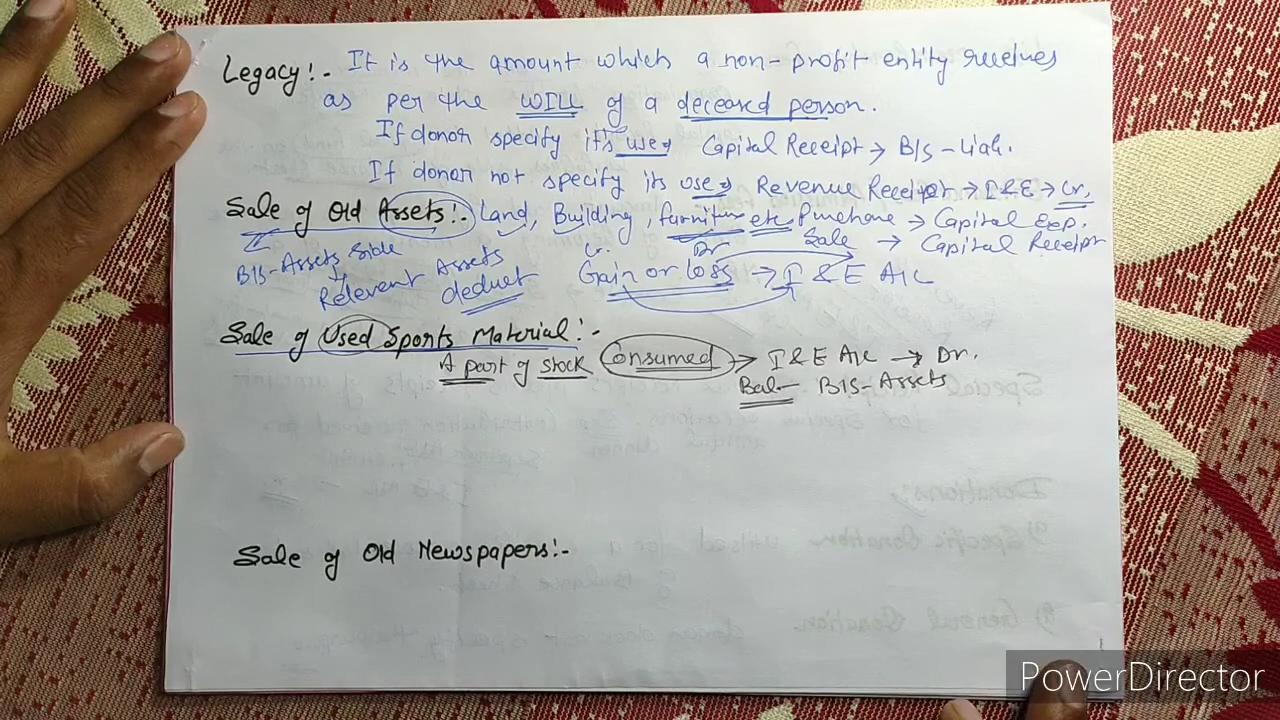 Legacy:- It is the amount which a non-profit entity receives
as per the WILL of a deceased person.
If donor specify it's use → Capital Receipt → B/S - Liab.
If donor not specify its use → Revenue Receipt → I & E → Cr.
Sale of Old Assets:- Land, Building, furniture etc Purchase → Capital Exp.
Sale → Capital Receipt
B/S - Assets Side
Relevent Assets deduct
Cr. Dr
Gain or loss → I & E A/c
Sale of Used Sports Material:-
A part of stock Consumed → I & E A/c → Dr.
Bal - B/S - Assets
Sale of Old Newspapers:-
PowerDirector